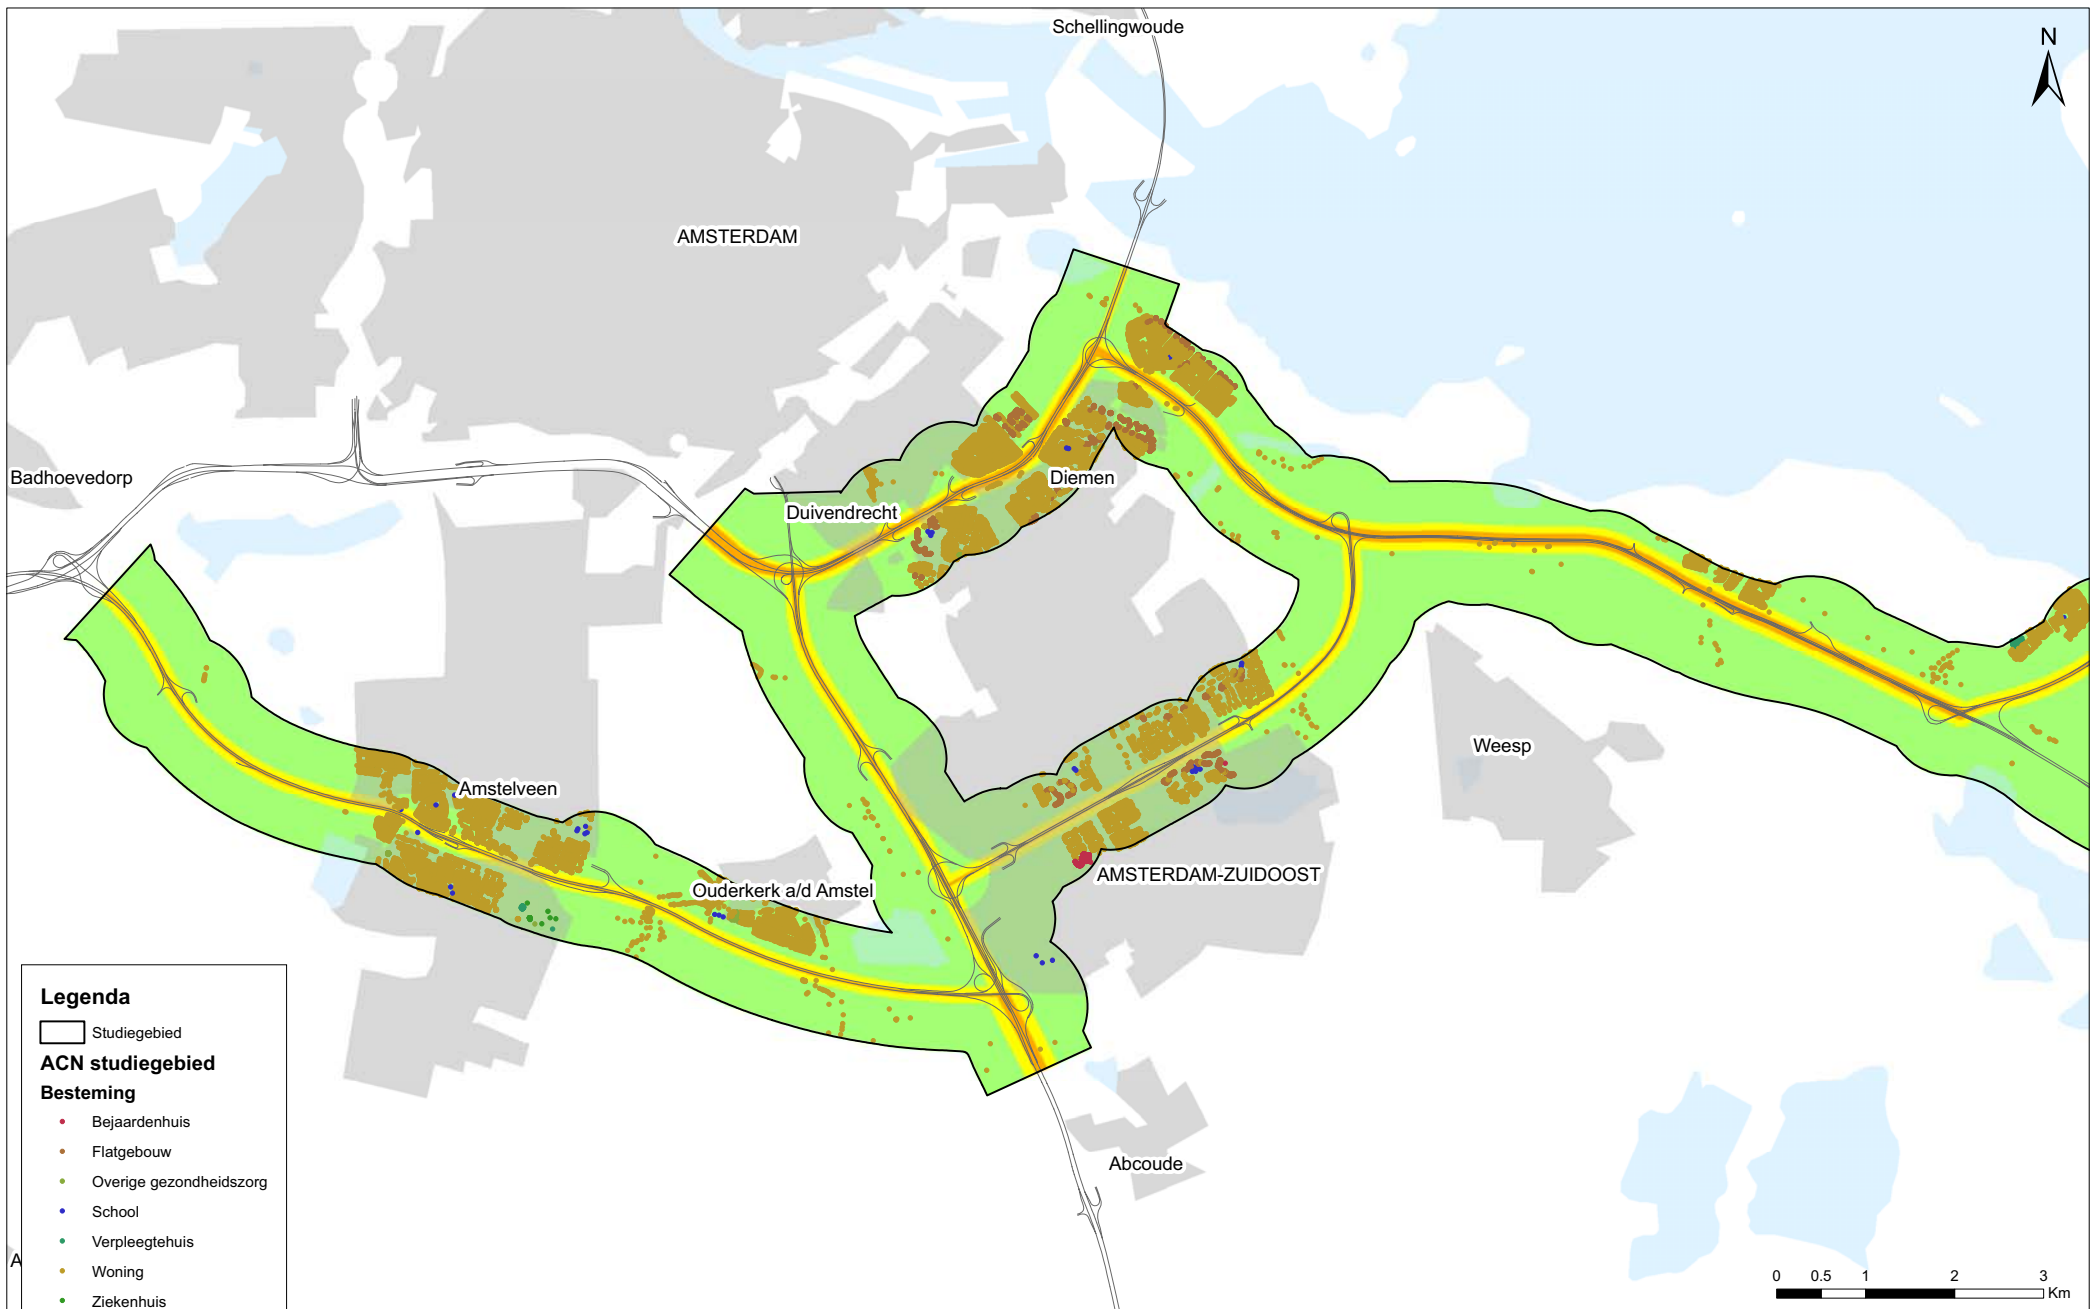 Schellingwoude
N
AMSTERDAM
Badhoevedorp
Diemen
Duivendrecht
Weesp
Amstelveen
AMSTERDAM-ZUIDOOST
Ouderkerk a/d Amstel
Abcoude
A
Legenda
Studiegebied
ACN studiegebied
Besteming
Bejaardenhuis
Flatgebouw
Overige gezondheidszorg
School
Verpleegtehuis
Woning
Ziekenhuis
0 0.5 1 2 3
Km